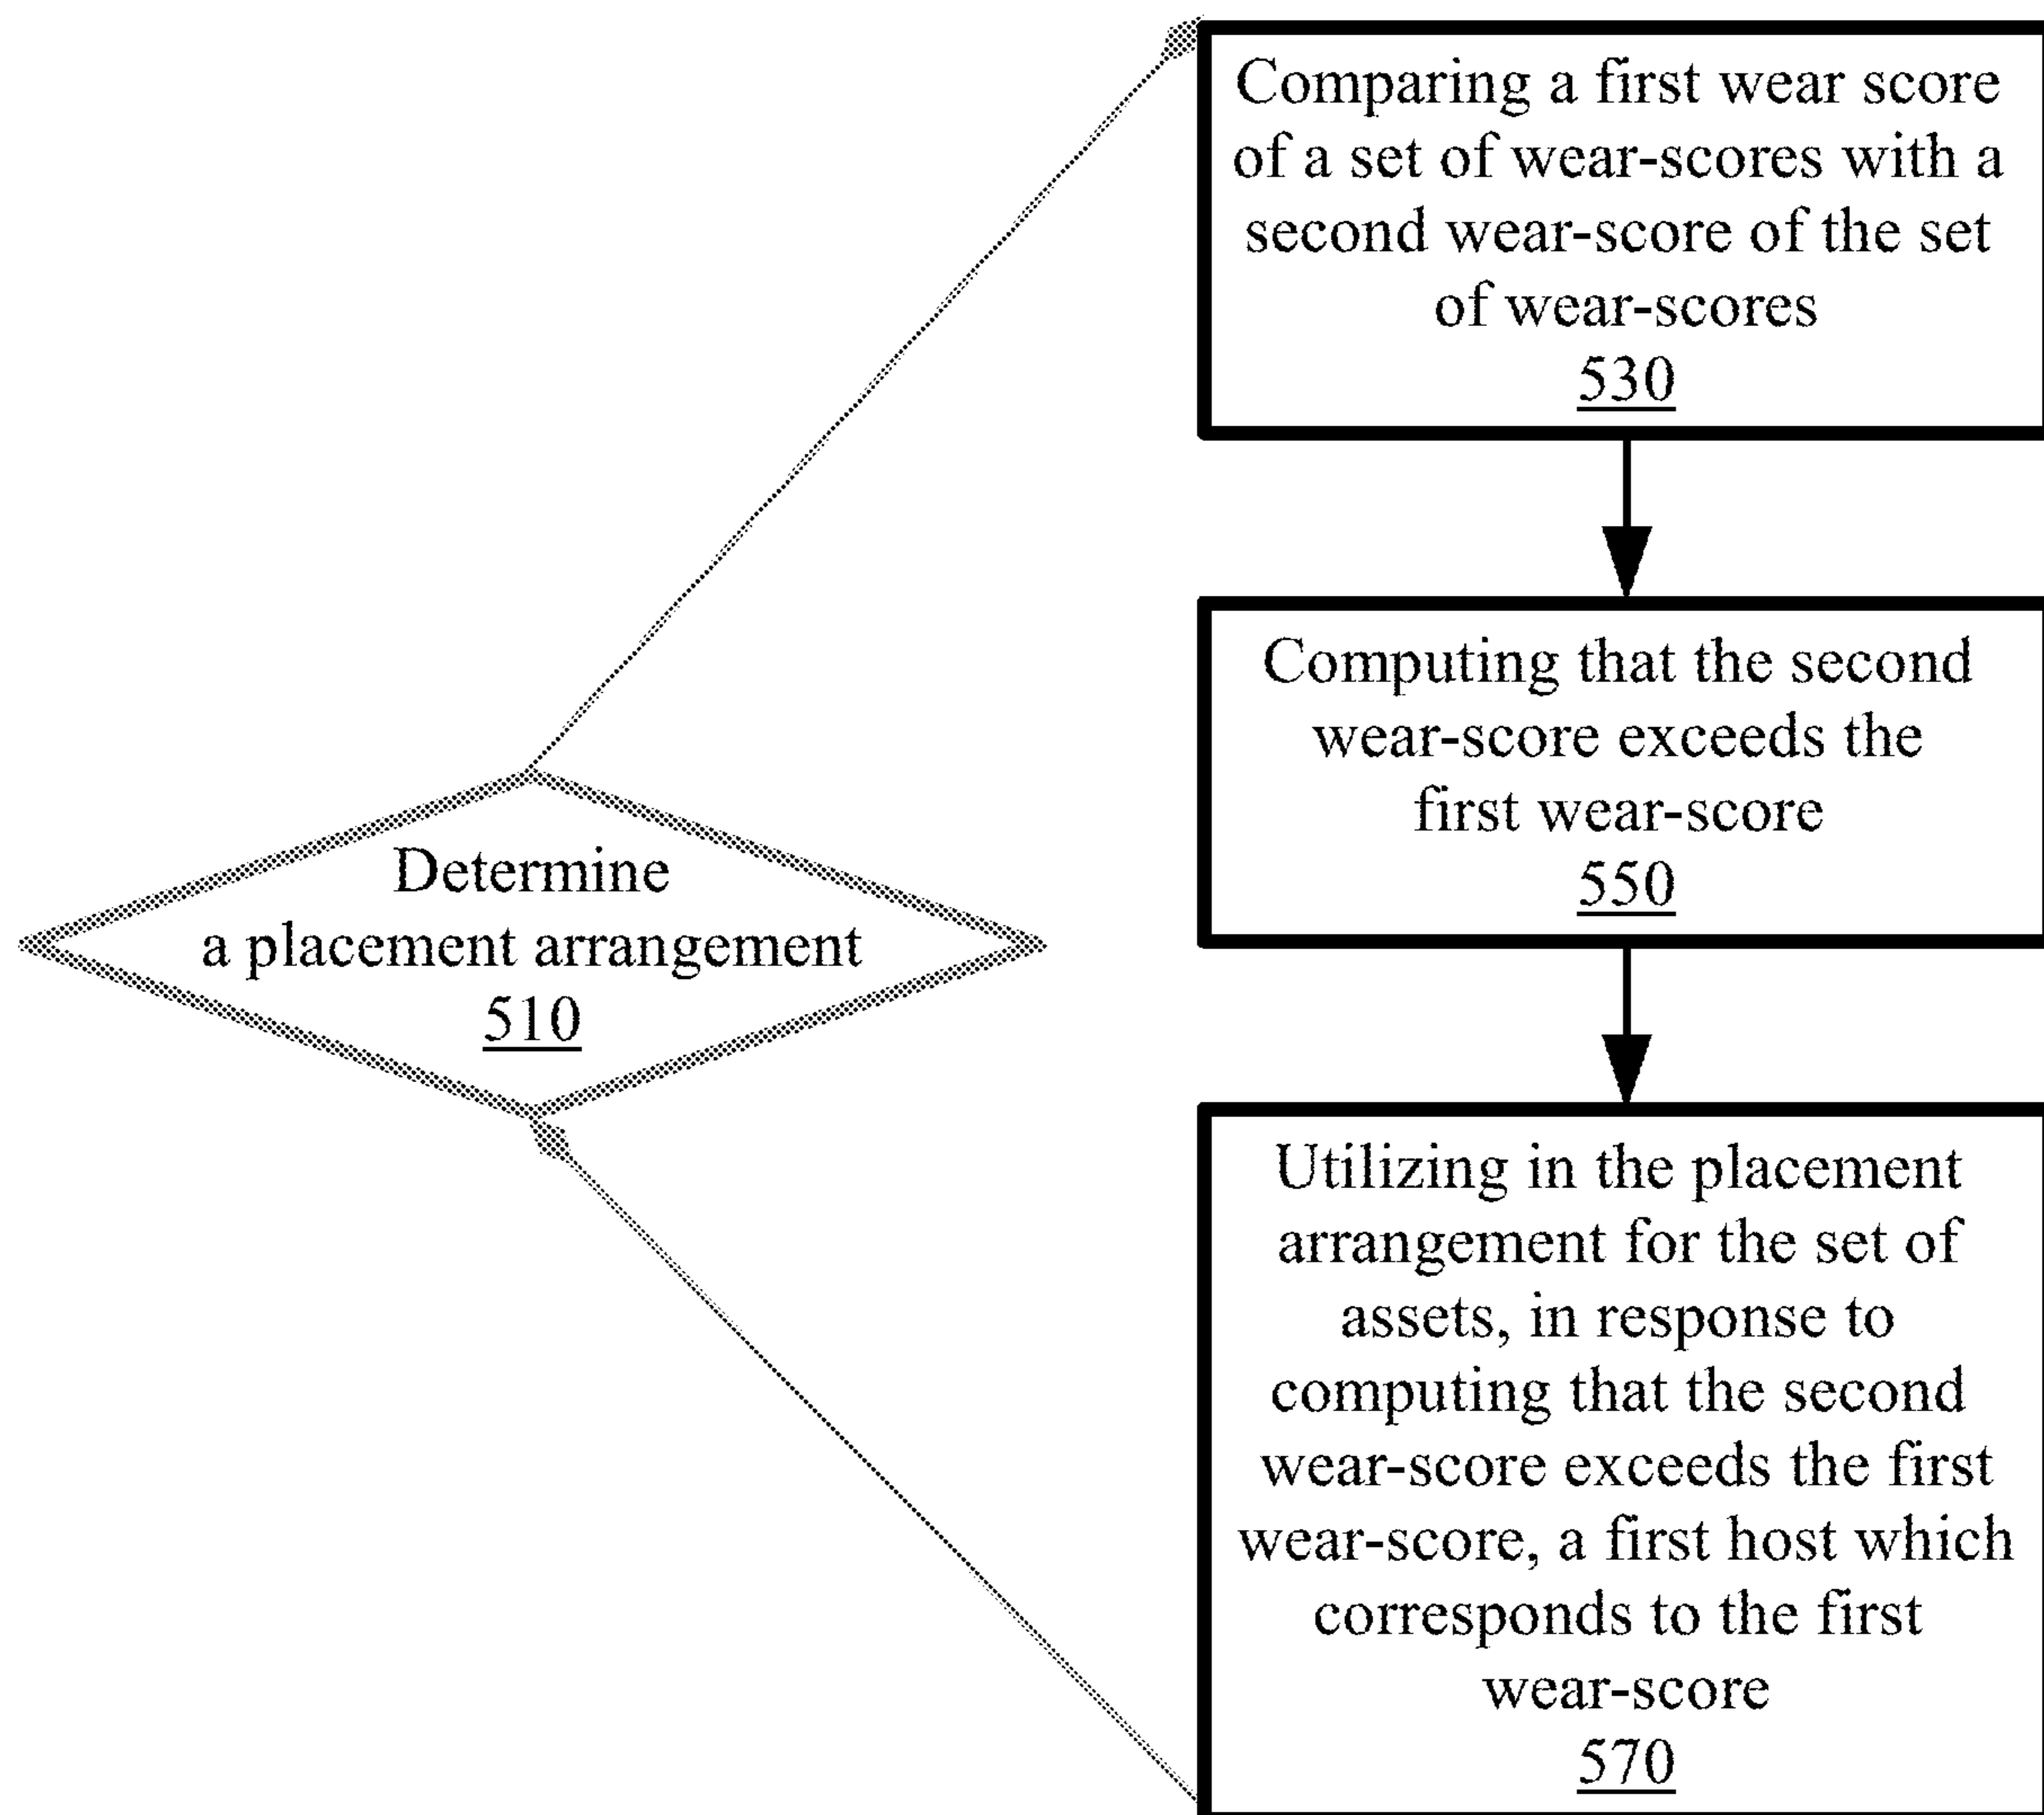 Determine
a placement arrangement
510
Comparing a first wear score
of a set of wear-scores with a
second wear-score of the set
of wear-scores
530
Computing that the second
wear-score exceeds the
first wear-score
550
Utilizing in the placement
arrangement for the set of
assets, in response to
computing that the second
wear-score exceeds the first
wear-score, a first host which
corresponds to the first
wear-score
570